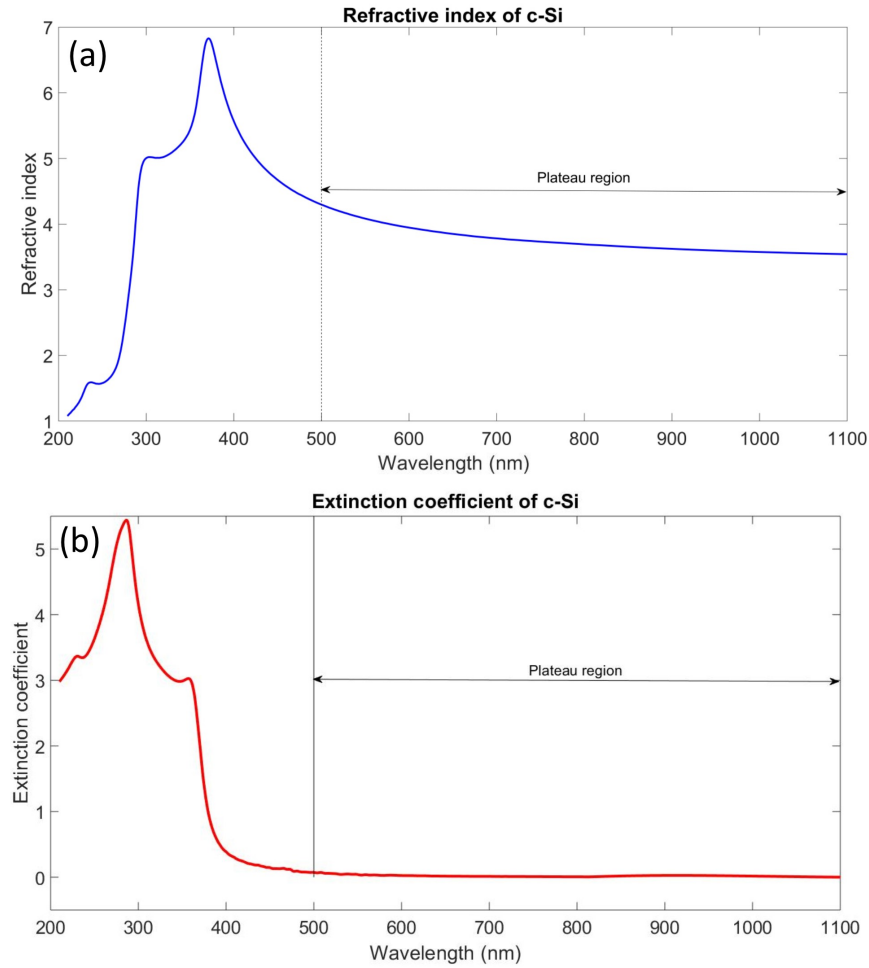 Refractive index of c-Si
(a)
7
6
5
4
3
2
1
Refractive index
Plateau region
200 300 400 500 600 700 800 900 1000 1100
Wavelength (nm)
Extinction coefficient of c-Si
(b)
5
4
3
2
1
0
Extinction coefficient
Plateau region
200 300 400 500 600 700 800 900 1000 1100
Wavelength (nm)